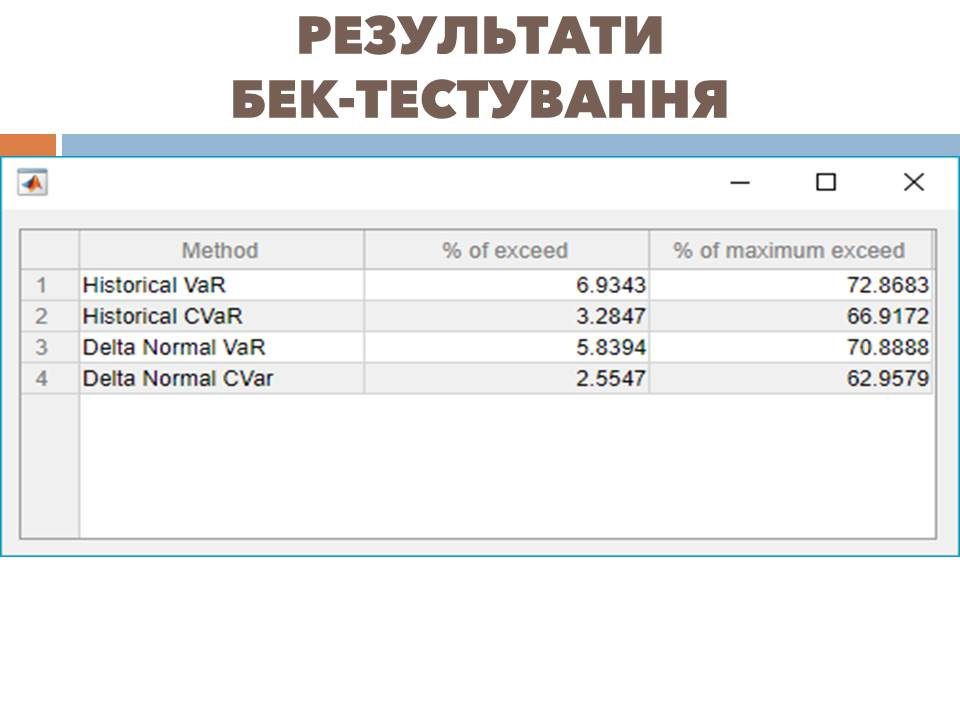 РЕЗУЛЬТАТИ
БЕК-ТЕСТУВАННЯ
Method % of exceed % of maximum exceed
1 Historical VaR 6.9343 72.8683
2 Historical CVaR 3.2847 66.9172
3 Delta Normal VaR 5.8394 70.8888
4 Delta Normal CVar 2.5547 62.9579